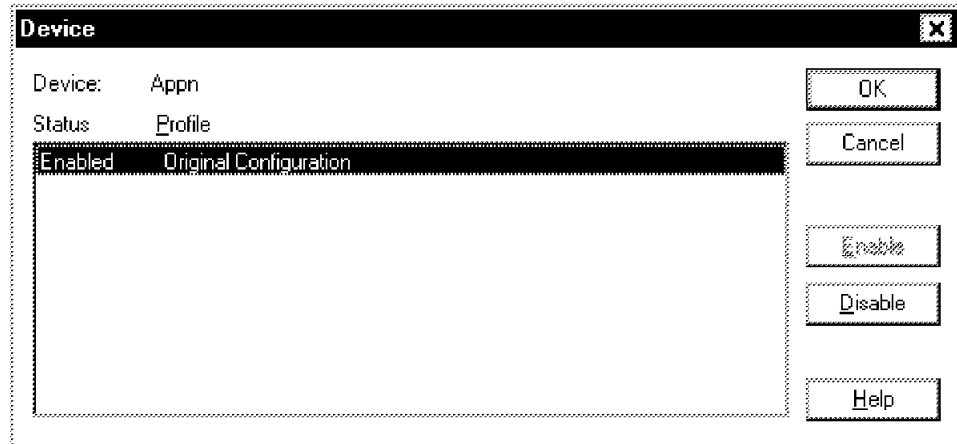 Device
Device: Appn
Status Profile
Enabled Original Configuration
OK
Cancel
Enable
Disable
Help